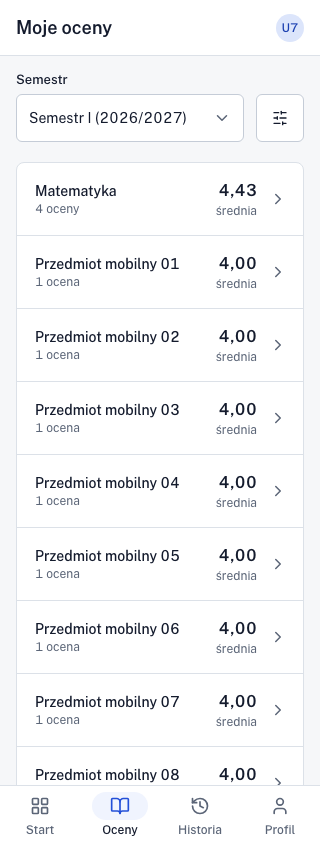 Moje oceny
U7
Semestr
Semestr I (2026/2027)
Matematyka
4 oceny
4,43
średnia
Przedmiot mobilny 01
1 ocena
4,00
średnia
Przedmiot mobilny 02
1 ocena
4,00
średnia
Przedmiot mobilny 03
1 ocena
4,00
średnia
Przedmiot mobilny 04
1 ocena
4,00
średnia
Przedmiot mobilny 05
1 ocena
4,00
średnia
Przedmiot mobilny 06
1 ocena
4,00
średnia
Przedmiot mobilny 07
1 ocena
4,00
średnia
Przedmiot mobilny 08
4,00
Start
Oceny
Historia
Profil